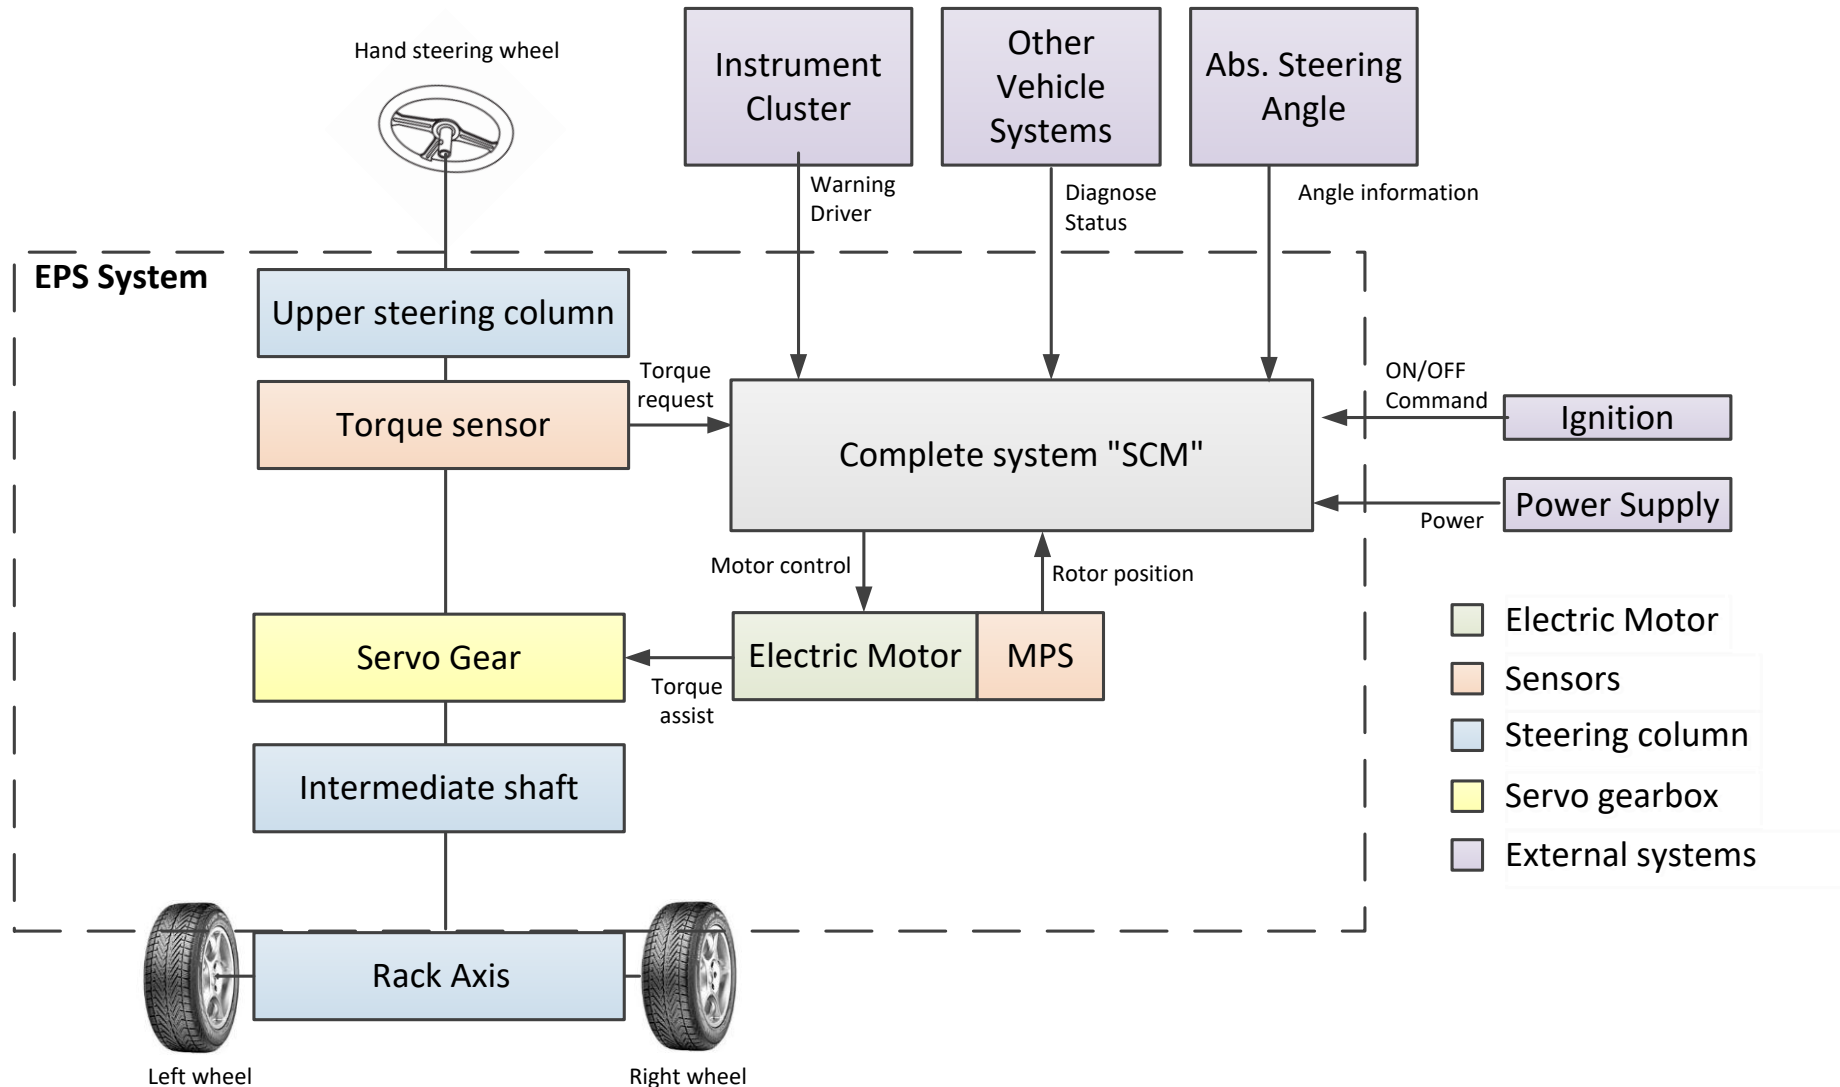 Hand steering wheel
Instrument
Cluster
Other
Vehicle
Systems
Abs. Steering
Angle
Warning
Driver
Diagnose
Status
Angle information
EPS System
Upper steering column
Torque
request
Torque sensor
Complete system "SCM"
ON/OFF
Command
Ignition
Power Supply
Power
Motor control
Rotor position
Servo Gear
Electric Motor
MPS
Torque
assist
Intermediate shaft
Rack Axis
Left wheel
Right wheel
Electric Motor
Sensors
Steering column
Servo gearbox
External systems